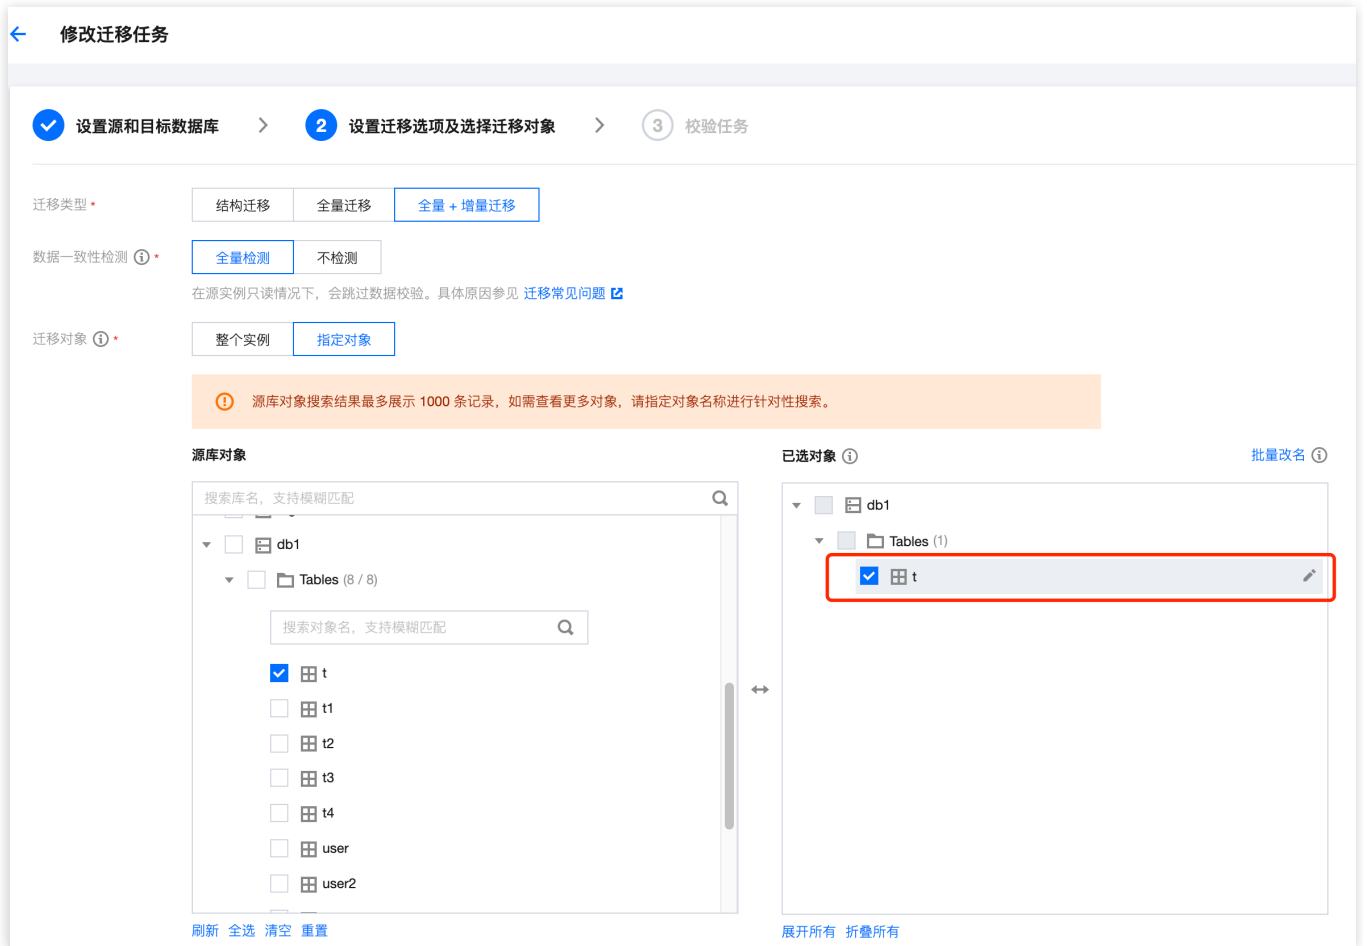 修改迁移任务
设置源和目标数据库
2 设置迁移选项及选择迁移对象
3 校验任务
迁移类型 * 结构迁移 全量迁移 全量 + 增量迁移
数据一致性检测 * 全量检测 不检测
在源实例只读情况下，会跳过数据校验。具体原因参见 迁移常见问题
迁移对象 * 整个实例 指定对象
源库对象搜索结果最多展示 1000 条记录，如需查看更多对象，请指定对象名称进行针对性搜索。
源库对象
搜索库名，支持模糊匹配
db1
Tables (8 / 8)
搜索对象名，支持模糊匹配
t
t1
t2
t3
t4
user
user2
刷新 全选 清空 重置
已选对象
批量改名
db1
Tables (1)
t
展开所有 折叠所有